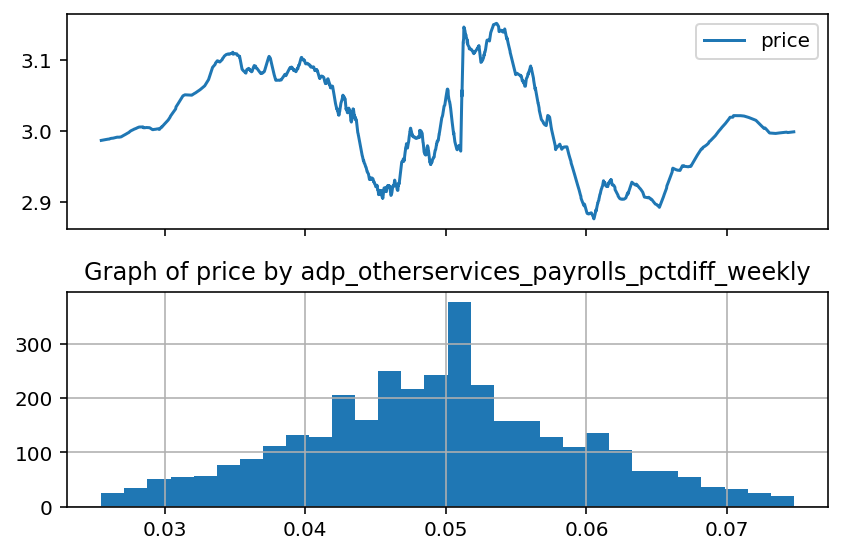 price
3.1
3.0
2.9
Graph of price by adp_otherservices_payrolls_pctdiff_weekly
300
200
100
0
0.03 0.04 0.05 0.06 0.07